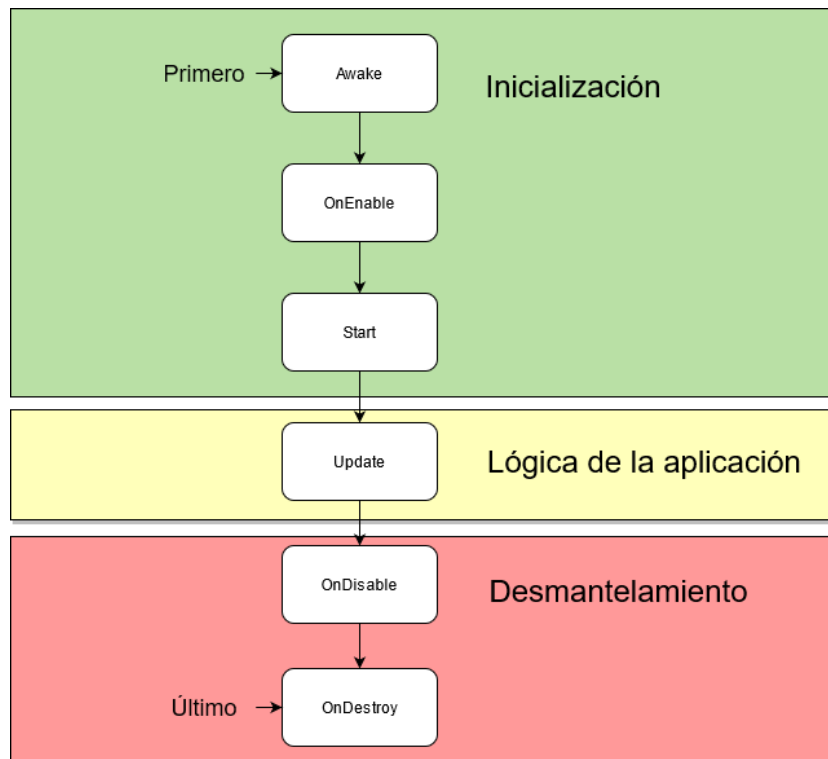 Primero
Awake
Inicialización
OnEnable
Start
Update
Lógica de la aplicación
OnDisable
Desmantelamiento
Último
OnDestroy